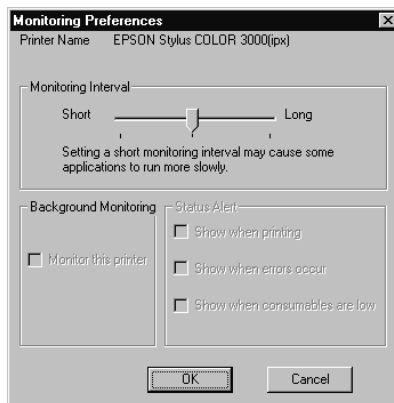 Monitoring Preferences
Printer Name EPSON Stylus COLOR 3000(ipx)
Monitoring Interval
Short Long
Setting a short monitoring interval may cause some
applications to run more slowly.
Background Monitoring Status Alert
Show when printing
Monitor this printer
Show when errors occur
Show when consumables are low
OK Cancel